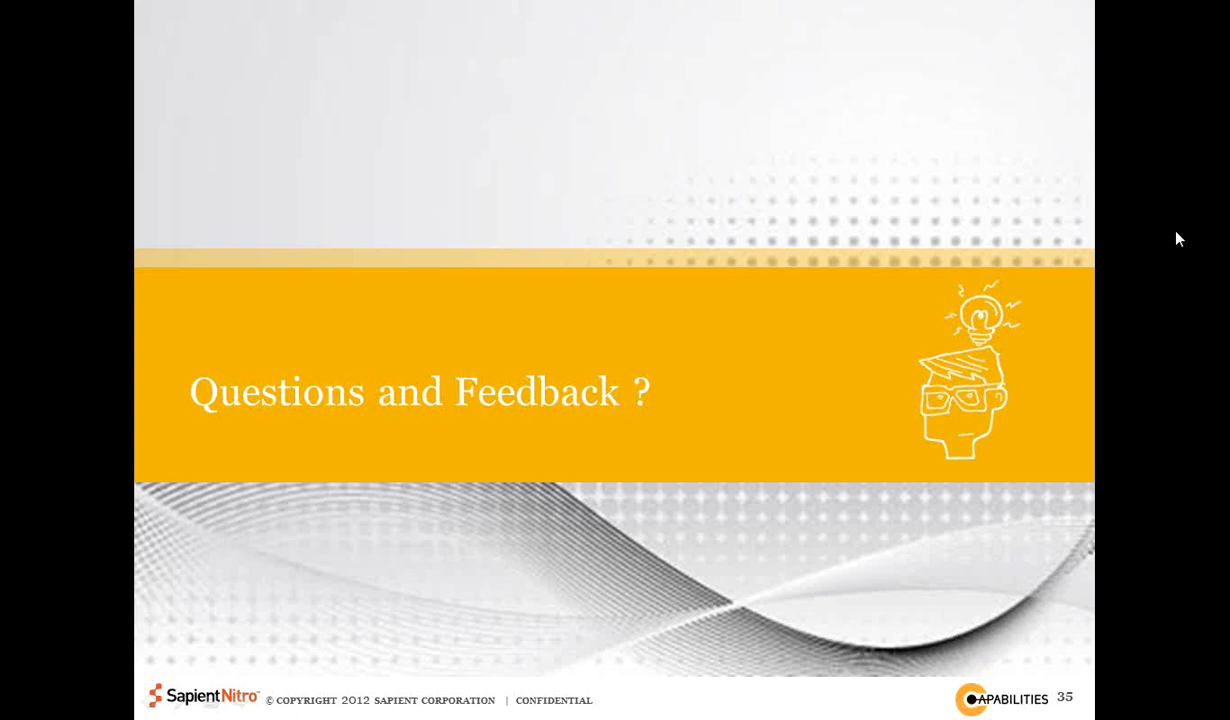 Questions and Feedback ?
SapientNitro™ © COPYRIGHT 2012 SAPIENT CORPORATION | CONFIDENTIAL
CAPABILITIES 35